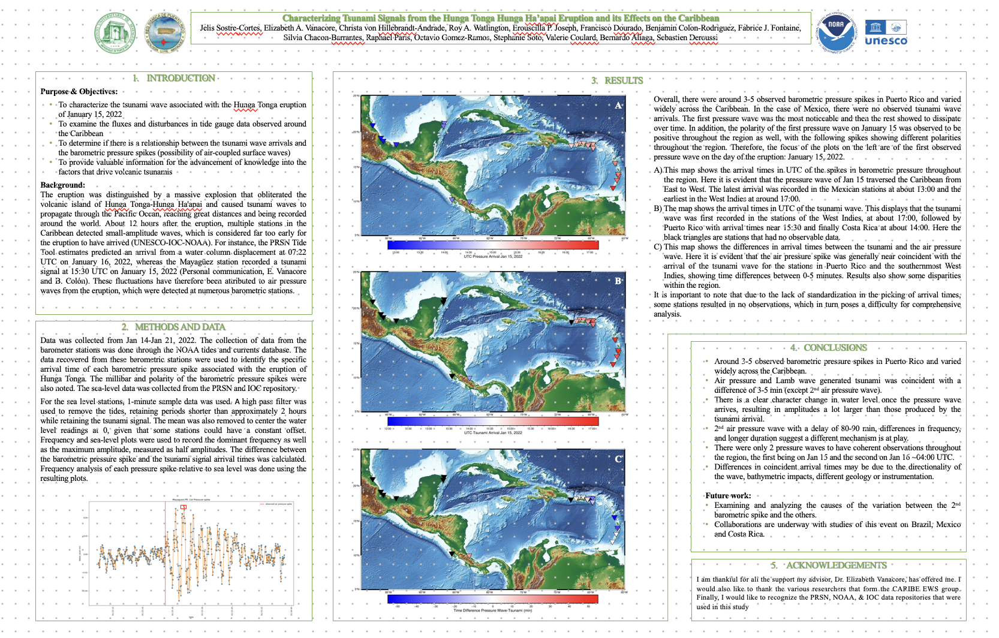 Characterizing Tsunami Signals from the Hunga Tonga Hunga Ha'apai Eruption and its Effects on the Caribbean
Jelis Sostre-Cortes, Elizabeth A. Vanacore, Christa von Hillebrandt-Andrade, Roy A. Watlington, Erouscilla P. Joseph, Francisco Dourado, Benjamin Colon-Rodriguez, Fabrice J. Fontaine,
Silvia Chacon-Barrantes, Raphael Paris, Octavio Gomez-Ramos, Stephanie Soto, Valerie Coulard, Bernardo Aliaga, Sebastien Deroussi
NOAA
unesco
1. INTRODUCTION
Purpose & Objectives:
• To characterize the tsunami wave associated with the Hunga Tonga eruption
of January 15, 2022
• To examine the fluxes and disturbances in tide gauge data observed around
the Caribbean
• To determine if there is a relationship between the tsunami wave arrivals and
the barometric pressure spikes (possibility of air-coupled surface waves)
• To provide valuable information for the advancement of knowledge into the
factors that drive volcanic tsunamis
Background:
The eruption was distinguished by a massive explosion that obliterated the
volcanic island of Hunga Tonga-Hunga Ha'apai and caused tsunami waves to
propagate through the Pacific Ocean, reaching great distances and being recorded
around the world. About 12 hours after the eruption, multiple stations in the
Caribbean detected small-amplitude waves, which is considered far too early for
the eruption to have arrived (UNESCO-IOC-NOAA). For instance, the PRSN Tide
Tool estimates predicted an arrival from a water column displacement at 07:22
UTC on January 16, 2022, whereas the Mayagüez station recorded a tsunami
signal at 15:30 UTC on January 15, 2022 (Personal communication, E. Vanacore
and B. Colón). These fluctuations have therefore been attributed to air pressure
waves from the eruption, which were detected at numerous barometric stations.
2. METHODS AND DATA
Data was collected from Jan 14-Jan 21, 2022. The collection of data from the
barometer stations was done through the NOAA tides and currents database. The
data recovered from these barometric stations were used to identify the specific
arrival time of each barometric pressure spike associated with the eruption of
Hunga Tonga. The millibar and polarity of the barometric pressure spikes were
also noted. The sea-level data was collected from the PRSN and IOC repository.
For the sea level stations, 1-minute sample data was used. A high pass filter was
used to remove the tides, retaining periods shorter than approximately 2 hours
while retaining the tsunami signal. The mean was also removed to center the water
level readings at 0, given that some stations could have a constant offset.
Frequency and sea-level plots were used to record the dominant frequency as well
as the maximum amplitude, measured as half amplitudes. The difference between
the barometric pressure spike and the tsunami signal arrival times was calculated.
Frequency analysis of each pressure spike relative to sea level was done using the
resulting plots.
Mayaguez, PR: 1st Pressure spike
observed air pressure spike
3. RESULTS
A
UTC Pressure Arrival Jan 15, 2022
B
UTC Tsunami Arrival Jan 15, 2022
C
-50 -40 -30 -20 -10 0 10 20 30 40 50
Time Difference Pressure Wave-Tsunami (min)
Overall, there were around 3-5 observed barometric pressure spikes in Puerto Rico and varied
widely across the Caribbean. In the case of Mexico, there were no observed tsunami wave
arrivals. The first pressure wave was the most noticeable and then the rest showed to dissipate
over time. In addition, the polarity of the first pressure wave on January 15 was observed to be
positive throughout the region as well, with the following spikes showing different polarities
throughout the region. Therefore, the focus of the plots on the left are of the first observed
pressure wave on the day of the eruption: January 15, 2022.
A) This map shows the arrival times in UTC of the spikes in barometric pressure throughout
the region. Here it is evident that the pressure wave of Jan 15 traversed the Caribbean from
East to West. The latest arrival was recorded in the Mexican stations at about 13:00 and the
earliest in the West Indies at around 17:00.
B) The map shows the arrival times in UTC of the tsunami wave. This displays that the tsunami
wave was first recorded in the stations of the West Indies, at about 17:00, followed by
Puerto Rico with arrival times near 15:30 and finally Costa Rica at about 14:00. Here the
black triangles are stations that had no observable data.
C) This map shows the differences in arrival times between the tsunami and the air pressure
wave. Here it is evident that the air pressure spike was generally near coincident with the
arrival of the tsunami wave for the stations in Puerto Rico and the southernmost West
Indies, showing time differences between 0-5 minutes. Results also show some disparities
within the region.
It is important to note that due to the lack of standardization in the picking of arrival times,
some stations resulted in no observations, which in turn poses a difficulty for comprehensive
analysis.
4. CONCLUSIONS
• Around 3-5 observed barometric pressure spikes in Puerto Rico and varied
widely across the Caribbean.
• Air pressure and Lamb wave generated tsunami was coincident with a
difference of 3-5 min (except 2nd air pressure wave).
• There is a clear character change in water level once the pressure wave
arrives, resulting in amplitudes a lot larger than those produced by the
tsunami arrival.
• 2nd air pressure wave with a delay of 80-90 min, differences in frequency,
and longer duration suggest a different mechanism is at play.
• There were only 2 pressure waves to have coherent observations throughout
the region, the first being on Jan 15 and the second on Jan 16 ~04:00 UTC.
• Differences in coincident arrival times may be due to the directionality of
the wave, bathymetric impacts, different geology or instrumentation.
Future work:
• Examining and analyzing the causes of the variation between the 2nd
barometric spike and the others.
• Collaborations are underway with studies of this event on Brazil, Mexico
and Costa Rica.
5. ACKNOWLEDGEMENTS
I am thankful for all the support my advisor, Dr. Elizabeth Vanacore, has offered me. I
would also like to thank the various researchers that form the CARIBE EWS group.
Finally, I would like to recognize the PRSN, NOAA, & IOC data repositories that were
used in this study